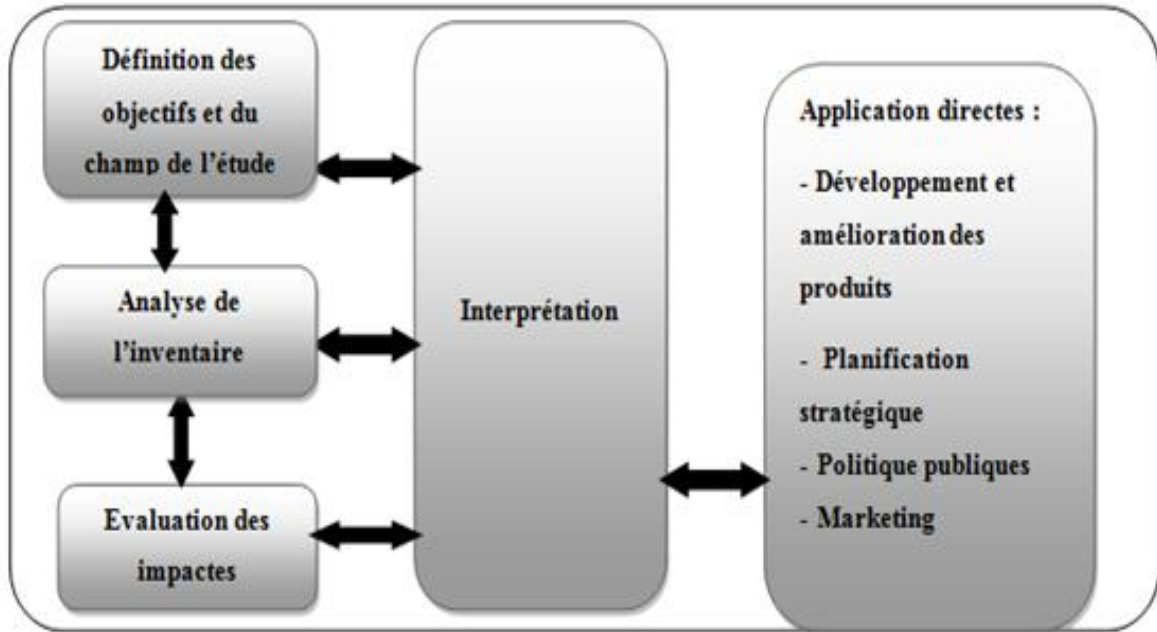 Définition des
objectifs et du
champ de l'étude
Analyse de
l'inventaire
Evaluation des
impactes
Interprétation
Application directes :
- Développement et
amélioration des
produits
- Planification
stratégique
- Politique publiques
- Marketing